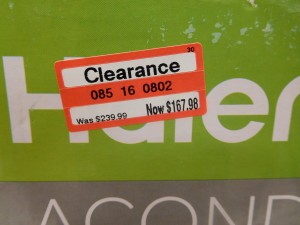 30
Clearance
085 16 0802
Was $239.99 Now $167.98
Haier
ACOND